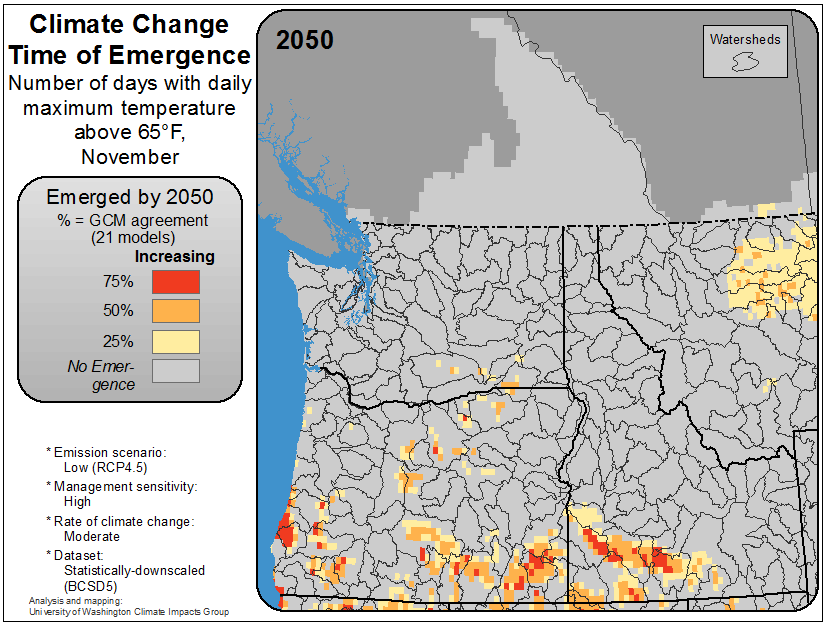 Climate Change
Time of Emergence
Number of days with daily
maximum temperature
above 65°F,
November
2050
Watersheds
Emerged by 2050
% = GCM agreement
(21 models)
Increasing
75%
50%
25%
No Emer-
gence
* Emission scenario:
Low (RCP4.5)
* Management sensitivity:
High
* Rate of climate change:
Moderate
* Dataset:
Statistically-downscaled
(BCSD5)
Analysis and mapping:
University of Washington Climate Impacts Group